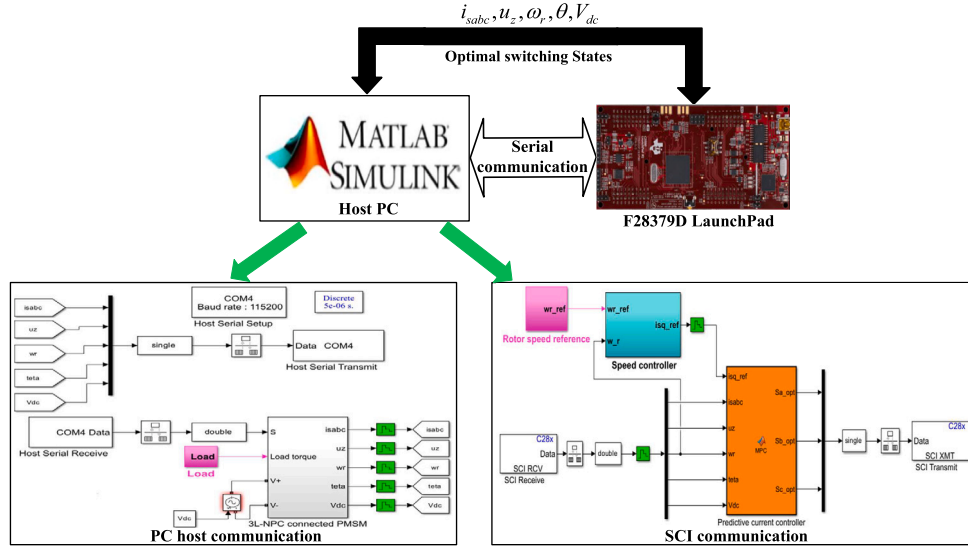 i_sabc, u_z, ω_r, θ, V_dc
Optimal switching States
MATLAB®
SIMULINK®
Host PC
Serial
communication
F28379D LaunchPad
isabc
uz
wr
teta
Vdc
single
COM4
Baud rate : 115200
Host Serial Setup
Discrete
5e-06 s.
Data COM4
Host Serial Transmit
COM4 Data
Host Serial Receive
double
Load
Load
S
Load torque
V+
V-
isabc
uz
wr
teta
Vdc
3L-NPC connected PMSM
isabc
uz
wr
teta
Vdc
Vdc
PC host communication
wr_ref
Rotor speed reference
wr_ref
w_r
isq_ref
Speed controller
C28x
Data
SCI RCV
SCI Receive
double
isq_ref
isabc
uz
wr
teta
Vdc
MPC
Sa_opt
Sb_opt
Sc_opt
Predictive current controller
single
C28x
Data
SCI XMT
SCI Transmit
SCI communication